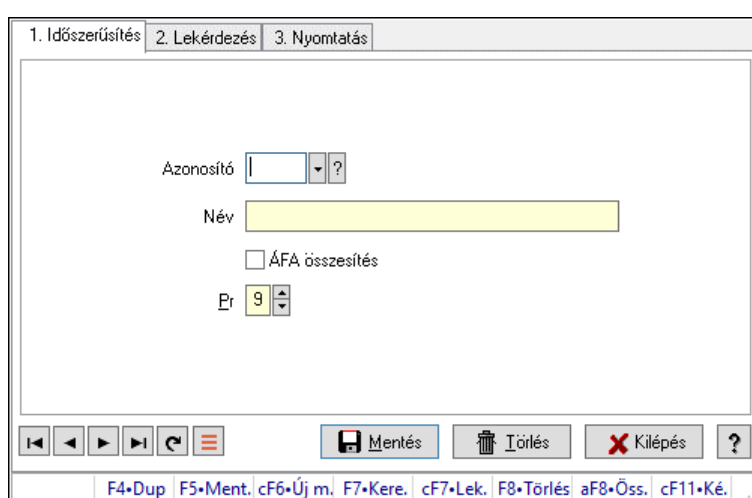 1. Időszerűsítés 2. Lekérdezés 3. Nyomtatás
Azonosító ?
Név
ÁFA összesítés
Pr 9
Mentés Törlés Kilépés ?
F4•Dup F5•Ment. cF6•Új m. F7•Kere. cF7•Lek. F8•Törlés aF8•Öss. cF11•Ké.